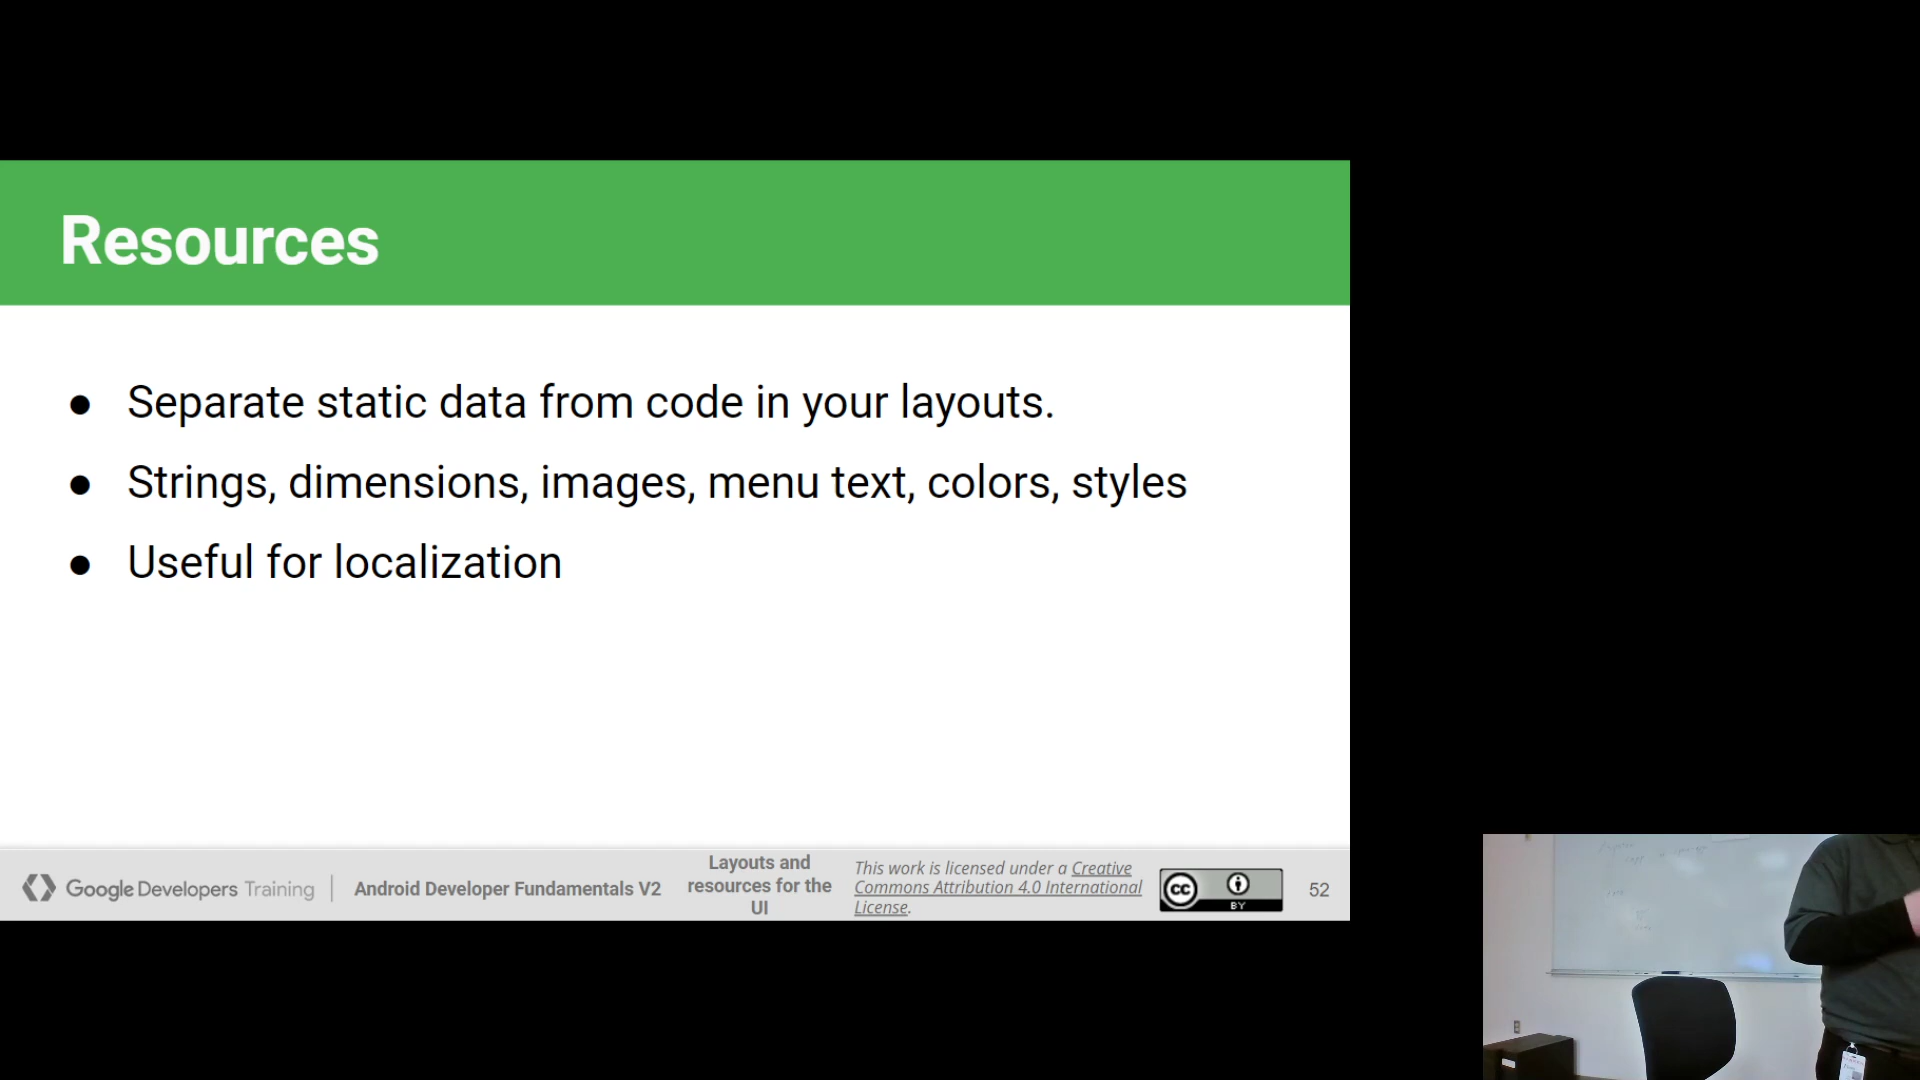 Resources
● Separate static data from code in your layouts.
● Strings, dimensions, images, menu text, colors, styles
● Useful for localization
Google Developers Training
Android Developer Fundamentals V2
Layouts and
resources for the
UI
This work is licensed under a Creative
Commons Attribution 4.0 International
License.
cc
BY
52